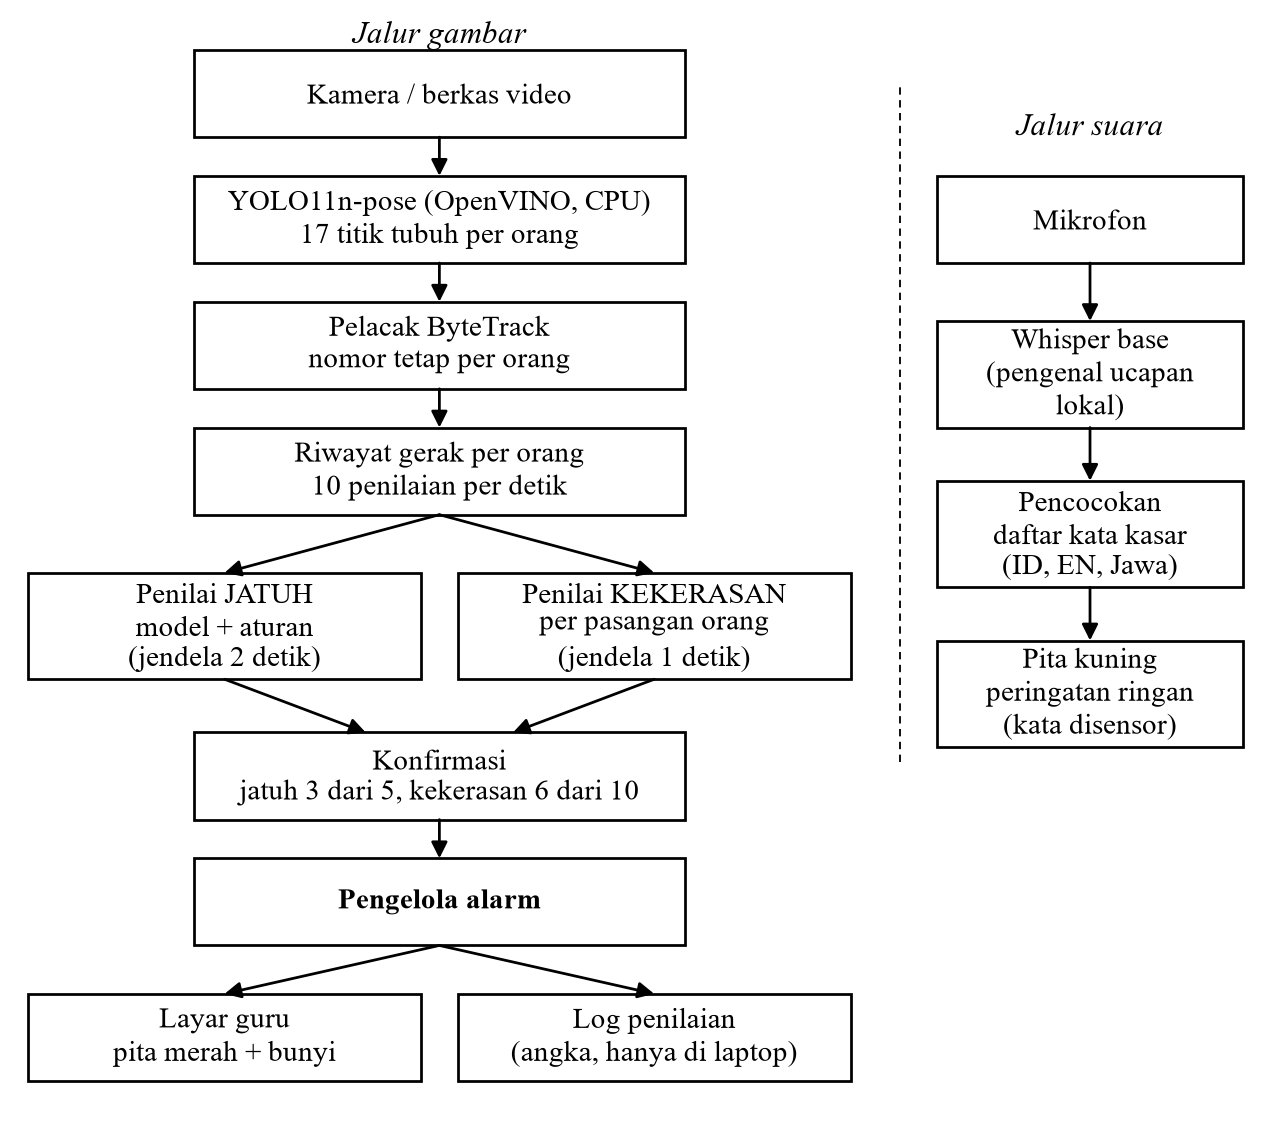 Jalur gambar
Kamera / berkas video
YOLO11n-pose (OpenVINO, CPU)
17 titik tubuh per orang
Pelacak ByteTrack
nomor tetap per orang
Riwayat gerak per orang
10 penilaian per detik
Penilai JATUH
model + aturan
(jendela 2 detik)
Penilai KEKERASAN
per pasangan orang
(jendela 1 detik)
Konfirmasi
jatuh 3 dari 5, kekerasan 6 dari 10
Pengelola alarm
Layar guru
pita merah + bunyi
Log penilaian
(angka, hanya di laptop)
Jalur suara
Mikrofon
Whisper base
(pengenal ucapan
lokal)
Pencocokan
daftar kata kasar
(ID, EN, Jawa)
Pita kuning
peringatan ringan
(kata disensor)